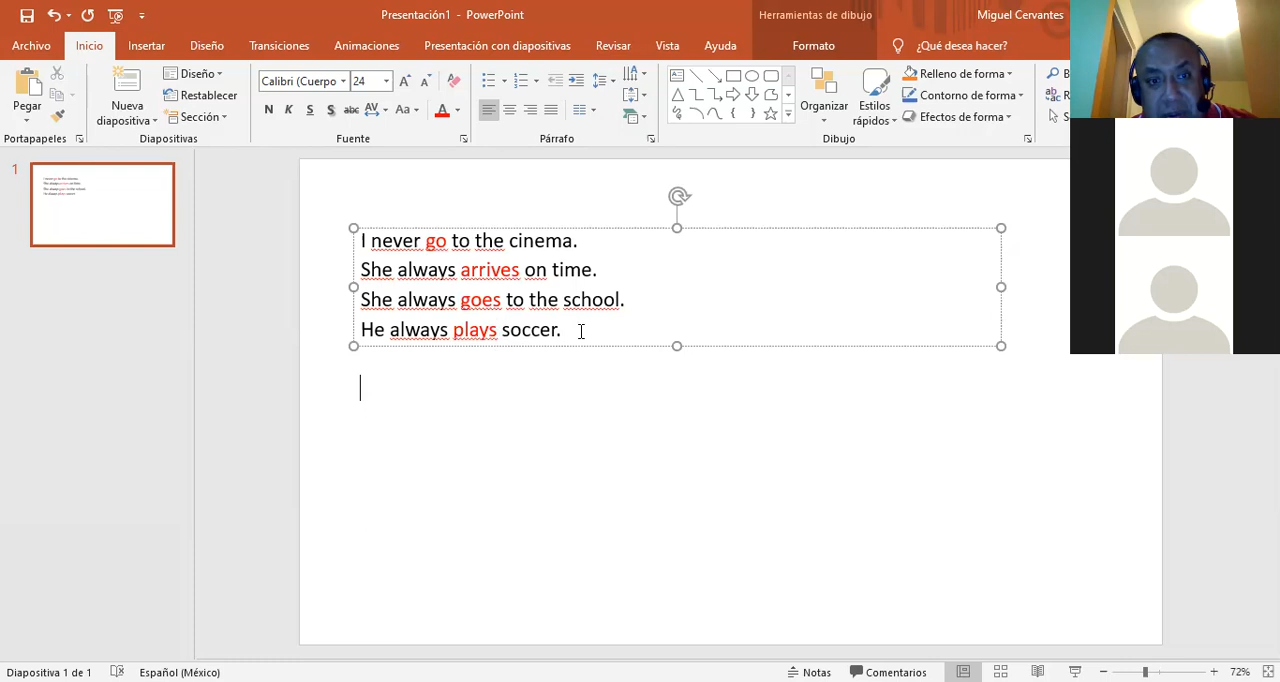 Presentación1 - PowerPoint
Herramientas de dibujo
Miguel Cervantes
Archivo
Inicio
Insertar
Diseño
Transiciones
Animaciones
Presentación con diapositivas
Revisar
Vista
Ayuda
Formato
¿Qué desea hacer?
Pegar
Nueva diapositiva
Diseño
Restablecer
Sección
Calibri (Cuerpo
24
N K S S abc AV Aa A
Organizar
Estilos rápidos
Relleno de forma
Contorno de forma
Efectos de forma
Portapapeles
Diapositivas
Fuente
Párrafo
Dibujo
1
I never go to the cinema.
She always arrives on time.
She always goes to the school.
He always plays soccer.
Diapositiva 1 de 1
Español (México)
Notas
Comentarios
72%